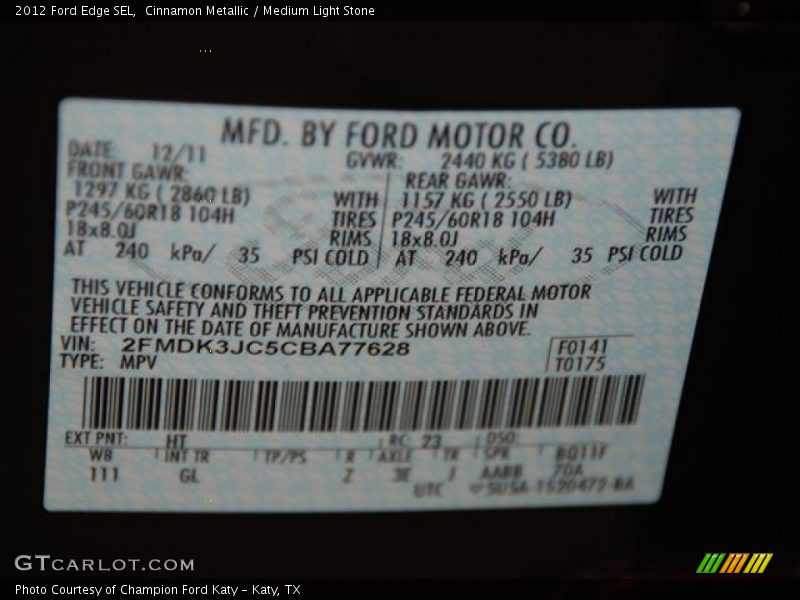 2012 Ford Edge SEL,  Cinnamon Metallic / Medium Light Stone
MFD. BY FORD MOTOR CO.
DATE: 12/11 GVWR: 2440 KG ( 5380 LB)
FRONT GAWR: REAR GAWR:
1297 KG ( 2860 LB) WITH 1157 KG ( 2550 LB) WITH
P245/60R18 104H TIRES P245/60R18 104H TIRES
18x8.0J RIMS 18x8.0J RIMS
AT 240 kPa/ 35 PSI COLD AT 240 kPa/ 35 PSI COLD
THIS VEHICLE CONFORMS TO ALL APPLICABLE FEDERAL MOTOR
VEHICLE SAFETY AND THEFT PREVENTION STANDARDS IN
EFFECT ON THE DATE OF MANUFACTURE SHOWN ABOVE.
VIN: 2FMDK3JC5CBA77628 F0141
TYPE: MPV T0175
EXT PNT: HT RC: 23 DSO:
WB INT TR TP/PS R AXLE TR SPR BQ11F
111 GL 2 3E J AABB 70A
UTC
GTCARLOT.COM
Photo Courtesy of Champion Ford Katy – Katy, TX